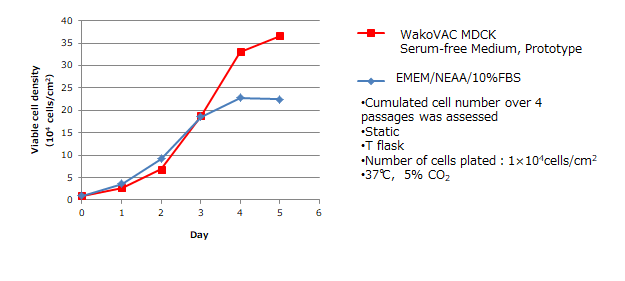 40
35
30
25
20
15
10
5
0
0 1 2 3 4 5 6
Viable cell density
(10⁴ cells/cm²)
Day
WakoVAC MDCK
Serum-free Medium, Prototype
EMEM/NEAA/10%FBS
•Cumulated cell number over 4
passages was assessed
•Static
•T flask
•Number of cells plated : 1×10⁴cells/cm²
•37℃, 5% CO₂